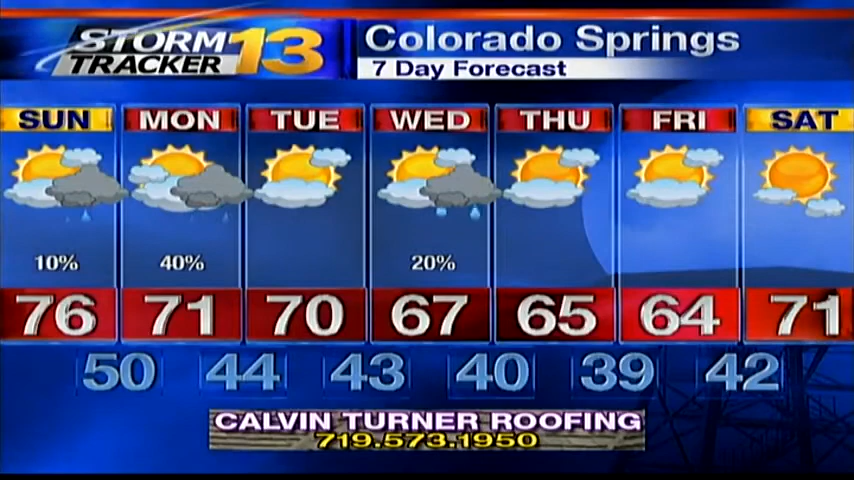 STORM TRACKER 13
Colorado Springs
7 Day Forecast
SUN MON TUE WED THU FRI SAT
10% 40% 20%
76 71 70 67 65 64 71
50 44 43 40 39 42
CALVIN TURNER ROOFING
719.573.1950